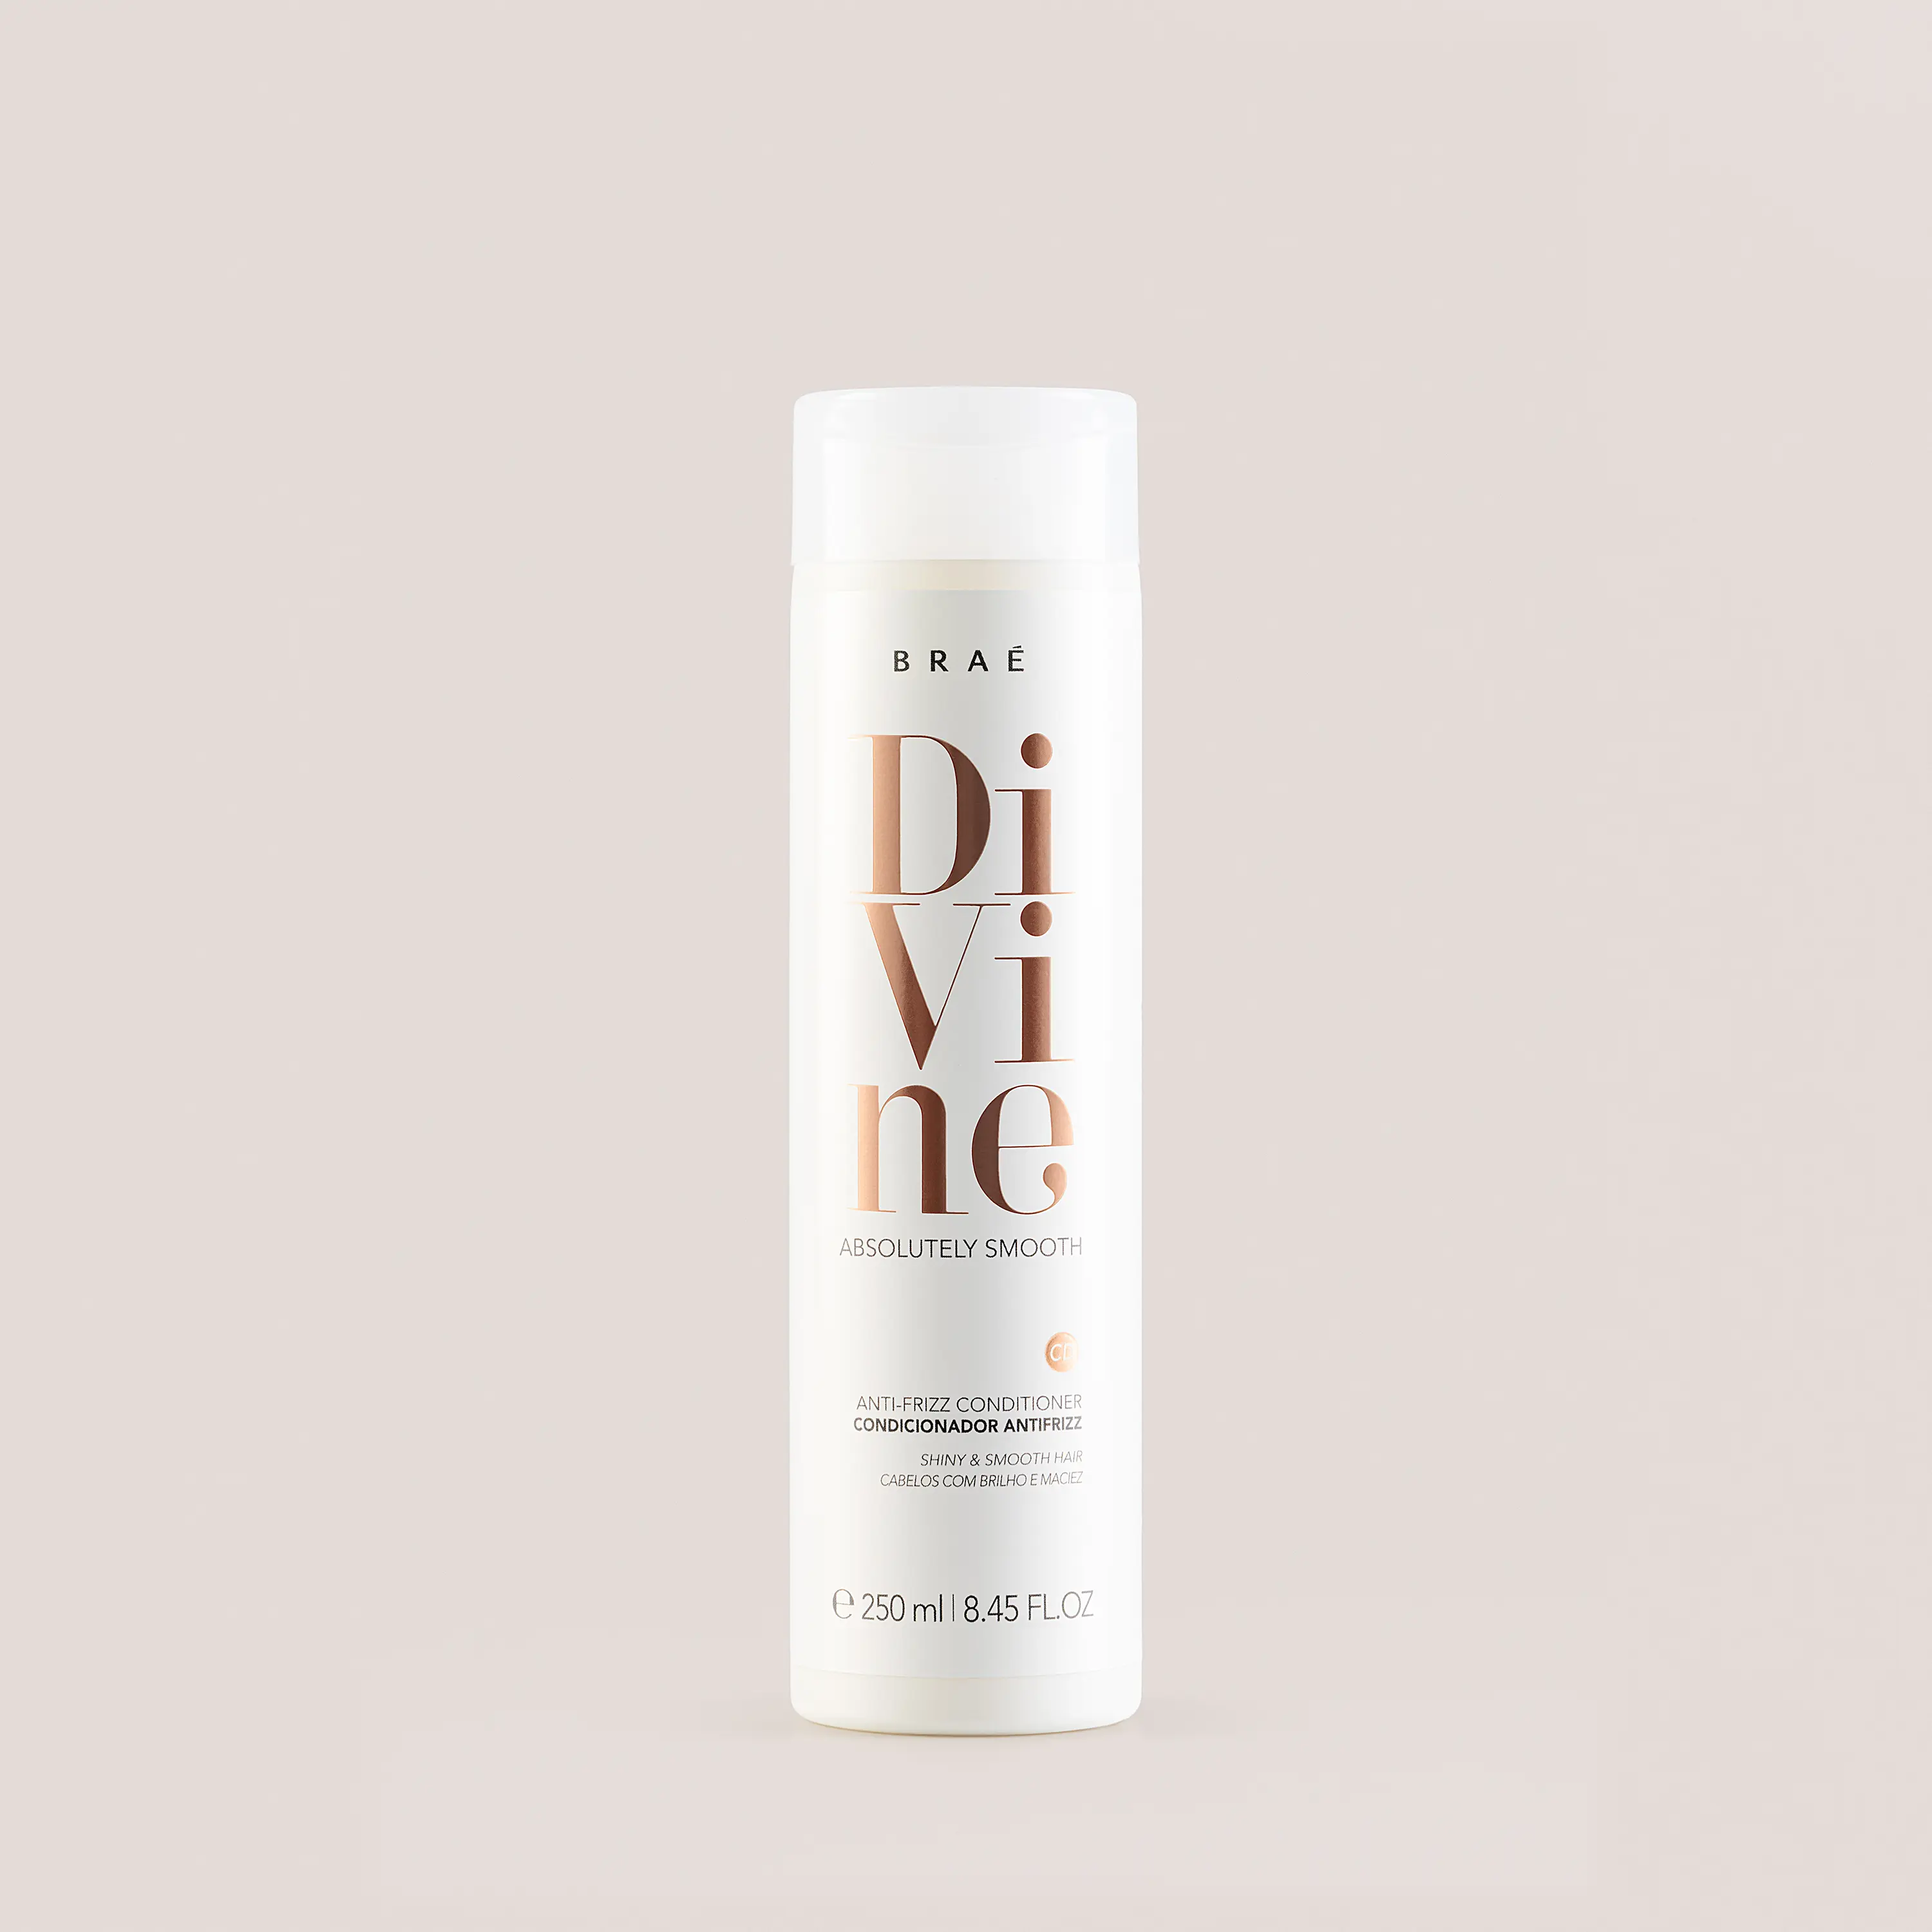 BRAÉ
Di
Vi
ne
ABSOLUTELY SMOOTH
ANTI-FRIZZ CONDITIONER
CONDICIONADOR ANTIFRIZZ
SHINY & SMOOTH HAIR
CABELOS COM BRILHO E MACIEZ
℮ 250 ml | 8.45 FL.OZ